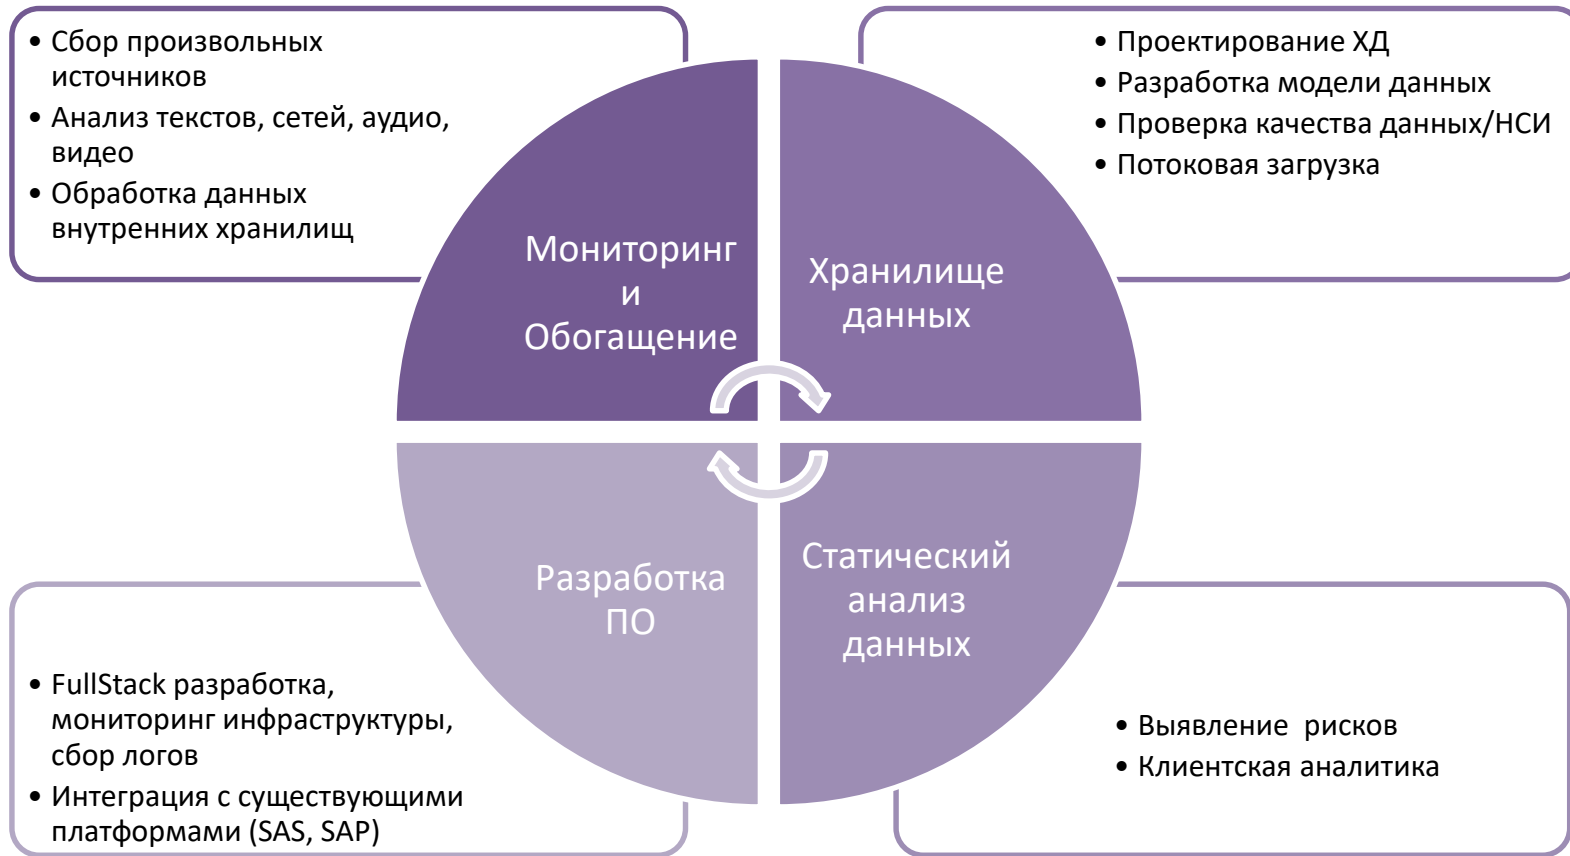 • Сбор произвольных
источников
• Анализ текстов, сетей, аудио,
видео
• Обработка данных
внутренних хранилищ
• Проектирование ХД
• Разработка модели данных
• Проверка качества данных/НСИ
• Потоковая загрузка
Мониторинг
и
Обогащение
Хранилище
данных
Разработка
ПО
Статический
анализ
данных
• FullStack разработка,
мониторинг инфраструктуры,
сбор логов
• Интеграция с существующими
платформами (SAS, SAP)
• Выявление рисков
• Клиентская аналитика